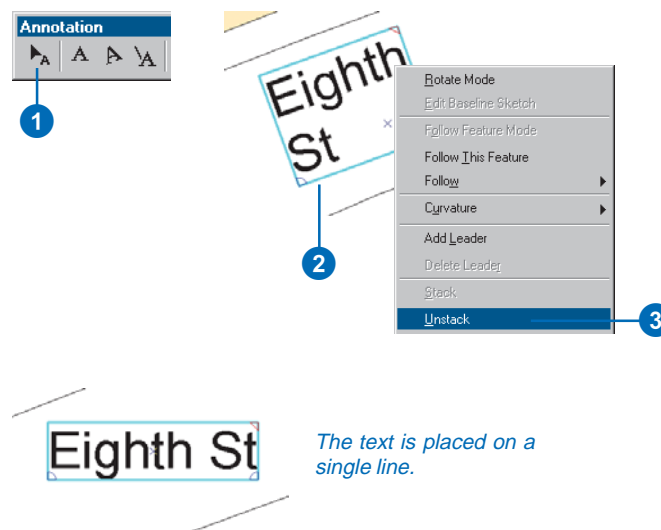 Annotation
A A A A
1
Eighth
St
2
Rotate Mode
Edit Baseline Sketch
Follow Feature Mode
Follow This Feature
Follow
Curvature
Add Leader
Delete Leader
Stack
Unstack
3
Eighth St
The text is placed on a
single line.